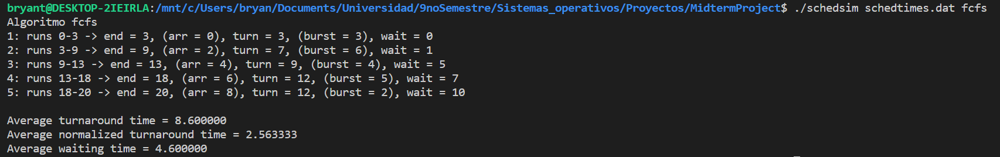 bryant@DESKTOP-2IEIRLA:/mnt/c/Users/bryan/Documents/Universidad/9noSemestre/Sistemas_operativos/Proyectos/MidtermProject$ ./schedsim schedtimes.dat fcfs
Algoritmo fcfs
1: runs 0-3 -> end = 3, (arr = 0), turn = 3, (burst = 3), wait = 0
2: runs 3-9 -> end = 9, (arr = 2), turn = 7, (burst = 6), wait = 1
3: runs 9-13 -> end = 13, (arr = 4), turn = 9, (burst = 4), wait = 5
4: runs 13-18 -> end = 18, (arr = 6), turn = 12, (burst = 5), wait = 7
5: runs 18-20 -> end = 20, (arr = 8), turn = 12, (burst = 2), wait = 10
Average turnaround time = 8.600000
Average normalized turnaround time = 2.563333
Average waiting time = 4.600000